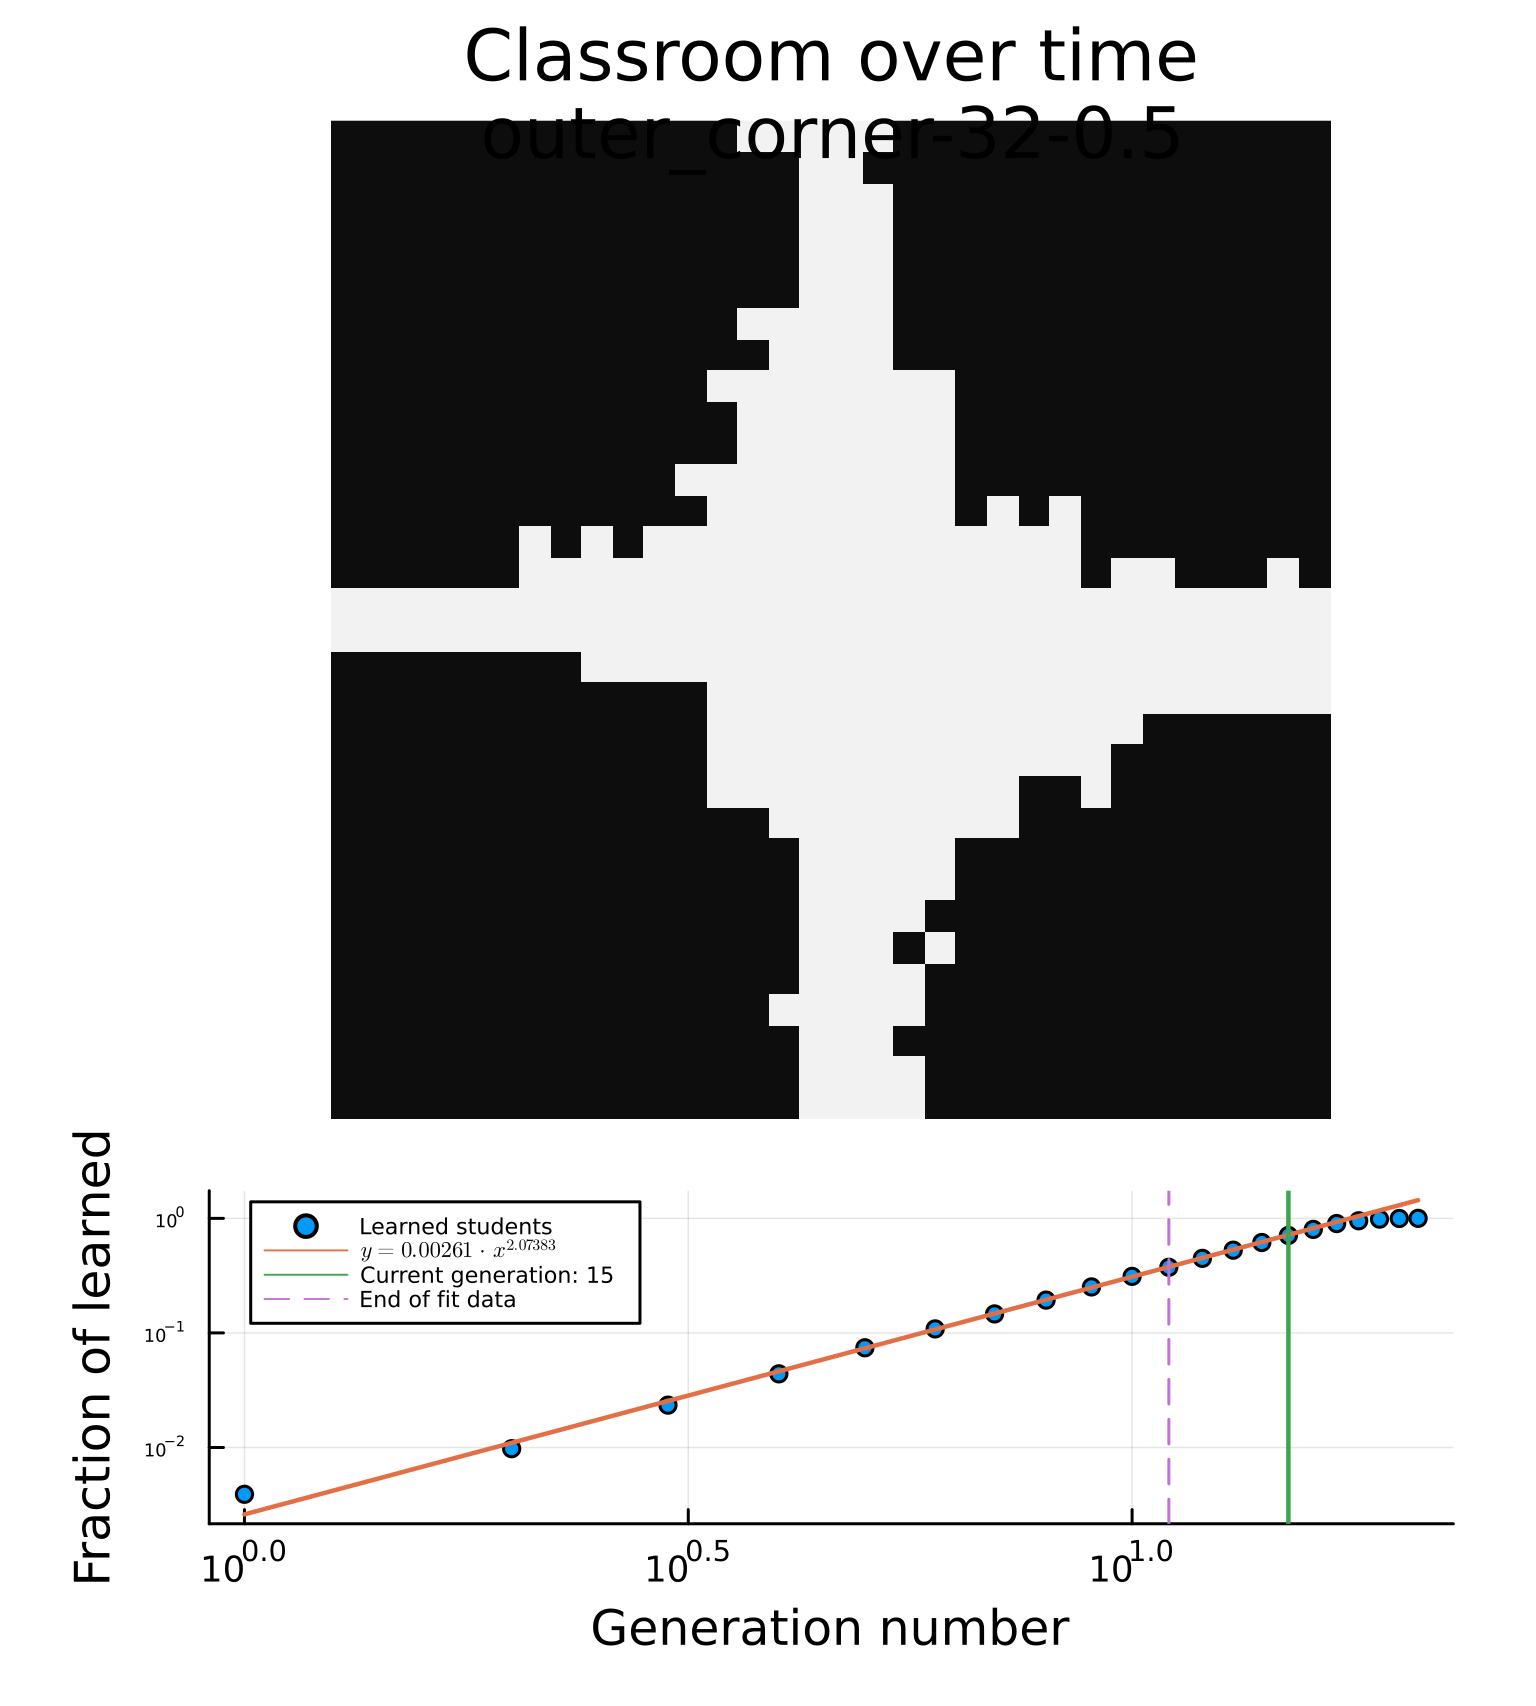 Classroom over time
outer_corner-32-0.5
Fraction of learned
10^0
10^−1
10^−2
Learned students
y = 0.00261 · x^2.07383
Current generation: 15
End of fit data
10^0.0
10^0.5
10^1.0
Generation number